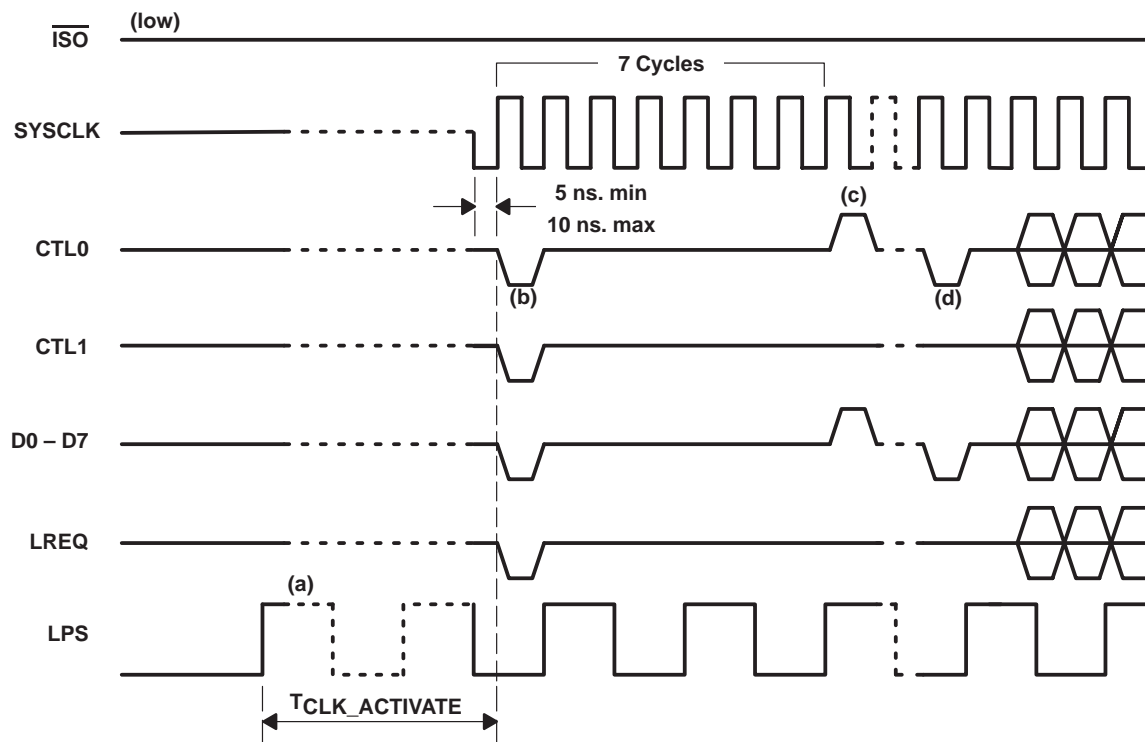 (low)
ISO
7 Cycles
SYSCLK
5 ns. min
10 ns. max
(c)
CTL0
(b)
(d)
CTL1
D0 – D7
LREQ
(a)
LPS
TCLK_ACTIVATE